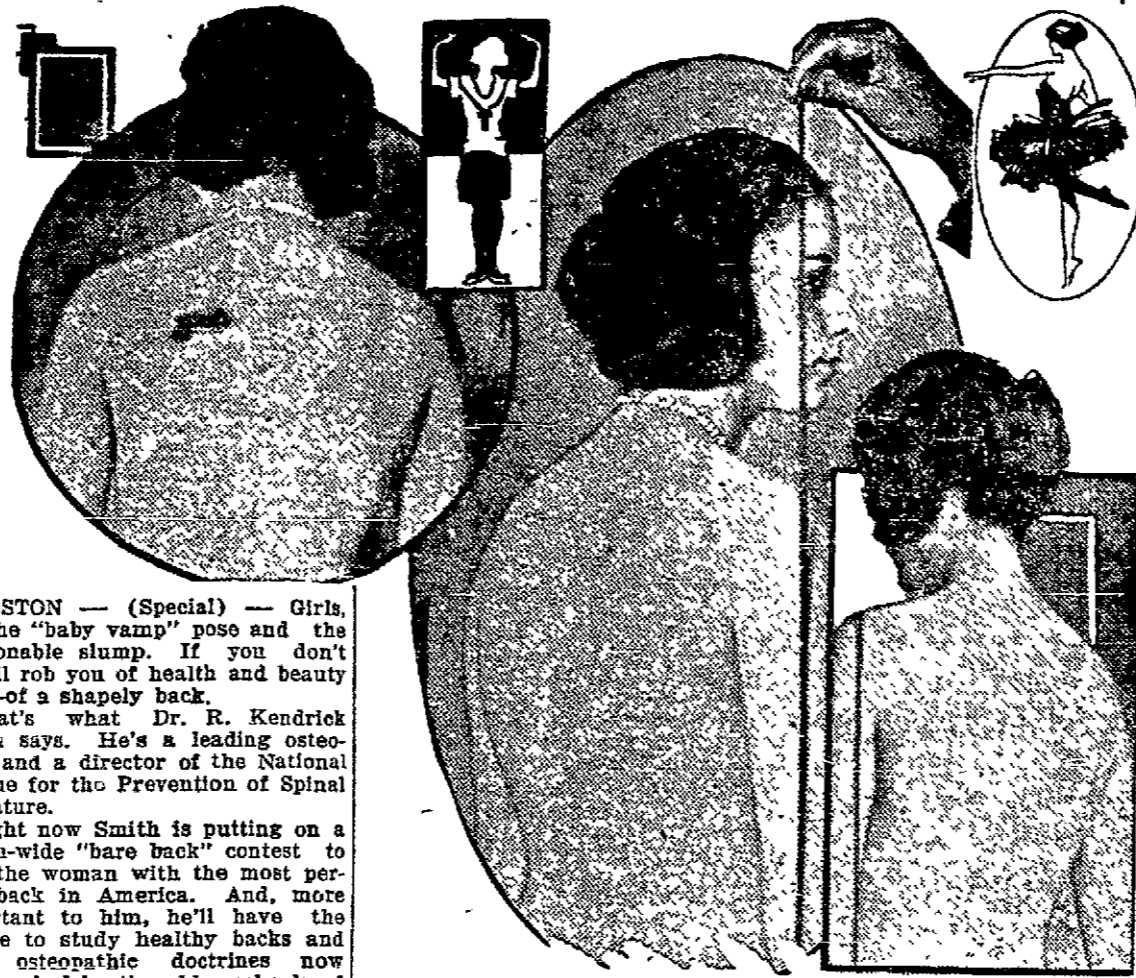 STON — (Special) — Girls,
he "baby vamp" pose and the
onable slump. If you don't
ll rob you of health and beauty
-of a shapely back.
at's what Dr. R. Kendrick
says. He's a leading osteo-
and a director of the National
ue for the Prevention of Spinal
ature.
ght now Smith is putting on a
n-wide "bare back" contest to
the woman with the most per-
back in America. And, more
tant to him, he'll have the
e to study healthy backs and
osteopathic doctrines now